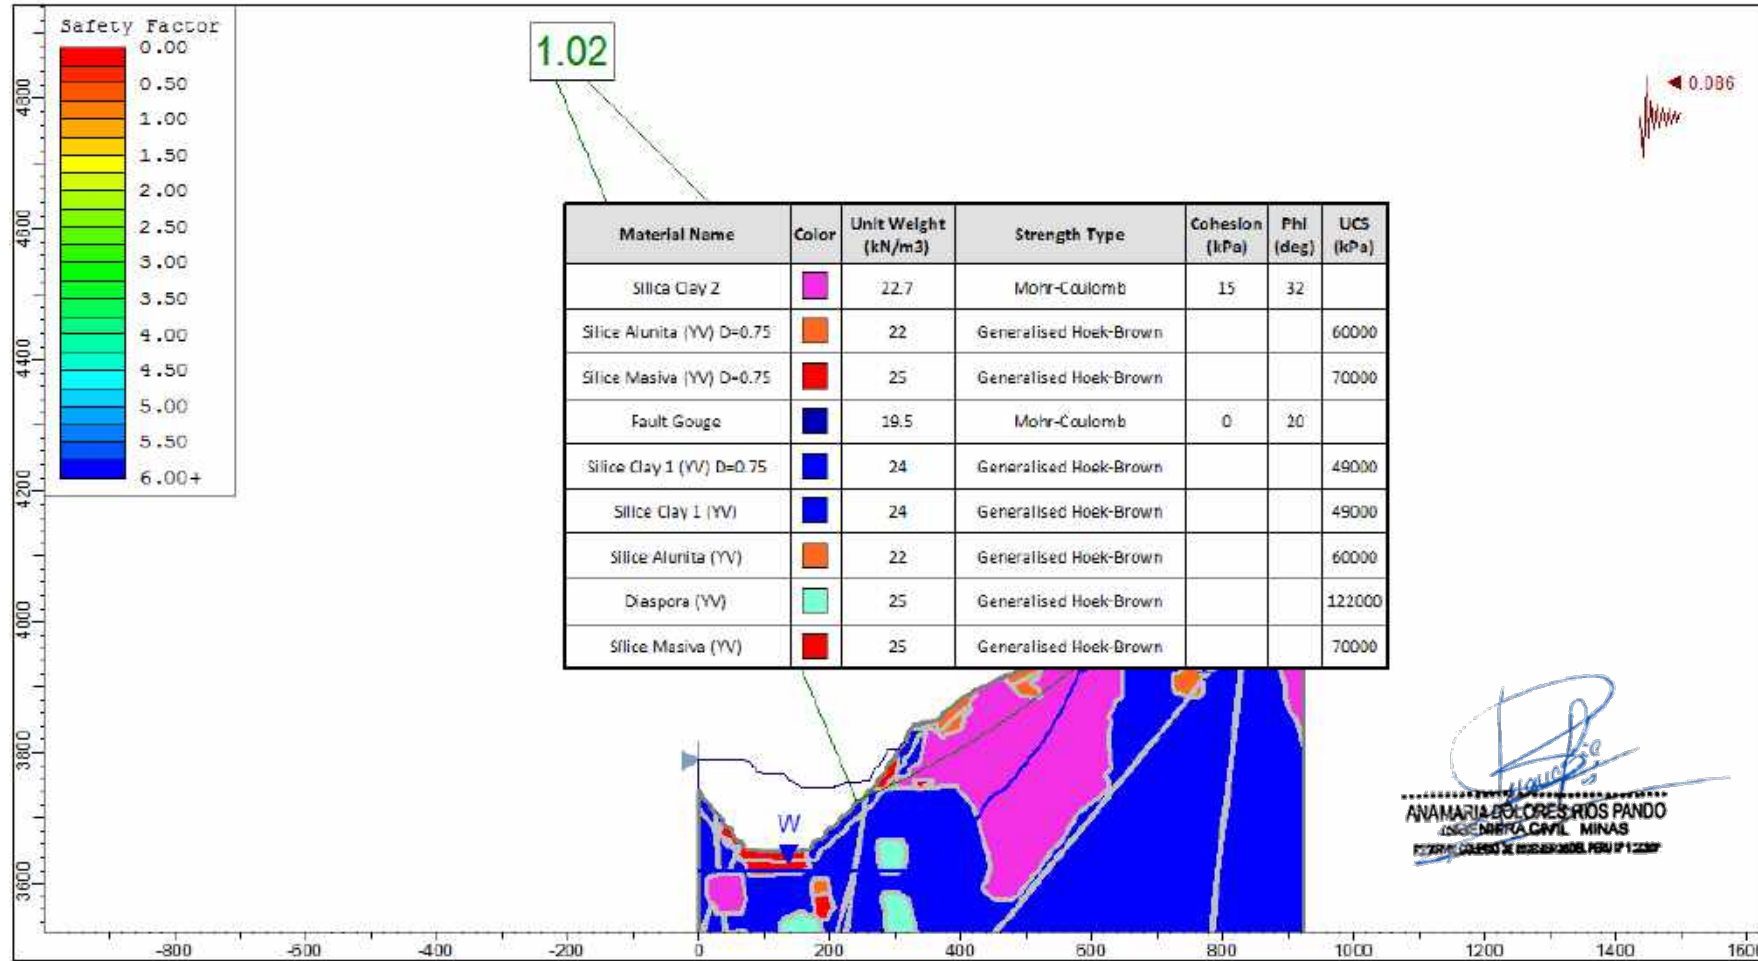 Safety Factor
0.00
0.50
1.00
1.50
2.00
2.50
3.00
3.50
4.00
4.50
5.00
5.50
6.00+
1.02
0.086
Material Name Color Unit Weight (kN/m3) Strength Type Cohesion (kPa) Phi (deg) UCS (kPa)
Silica Clay 2 22.7 Mohr-Coulomb 15 32
Silice Alunita (YV) D=0.75 22 Generalised Hoek-Brown 60000
Silice Masiva (YV) D=0.75 25 Generalised Hoek-Brown 70000
Fault Gouge 19.5 Mohr-Coulomb 0 20
Silice Clay 1 (YV) D=0.75 24 Generalised Hoek-Brown 49000
Silice Clay 1 (YV) 24 Generalised Hoek-Brown 49000
Silice Alunita (YV) 22 Generalised Hoek-Brown 60000
Diaspora (YV) 25 Generalised Hoek-Brown 122000
Silice Masiva (YV) 25 Generalised Hoek-Brown 70000
W
4800
4600
4400
4200
4000
3800
3600
-800 -600 -400 -200 0 200 400 600 800 1000 1200 1400 1600
ANA MARIA DOLORES RIOS PANDO
INGENIERA CIVIL MINAS